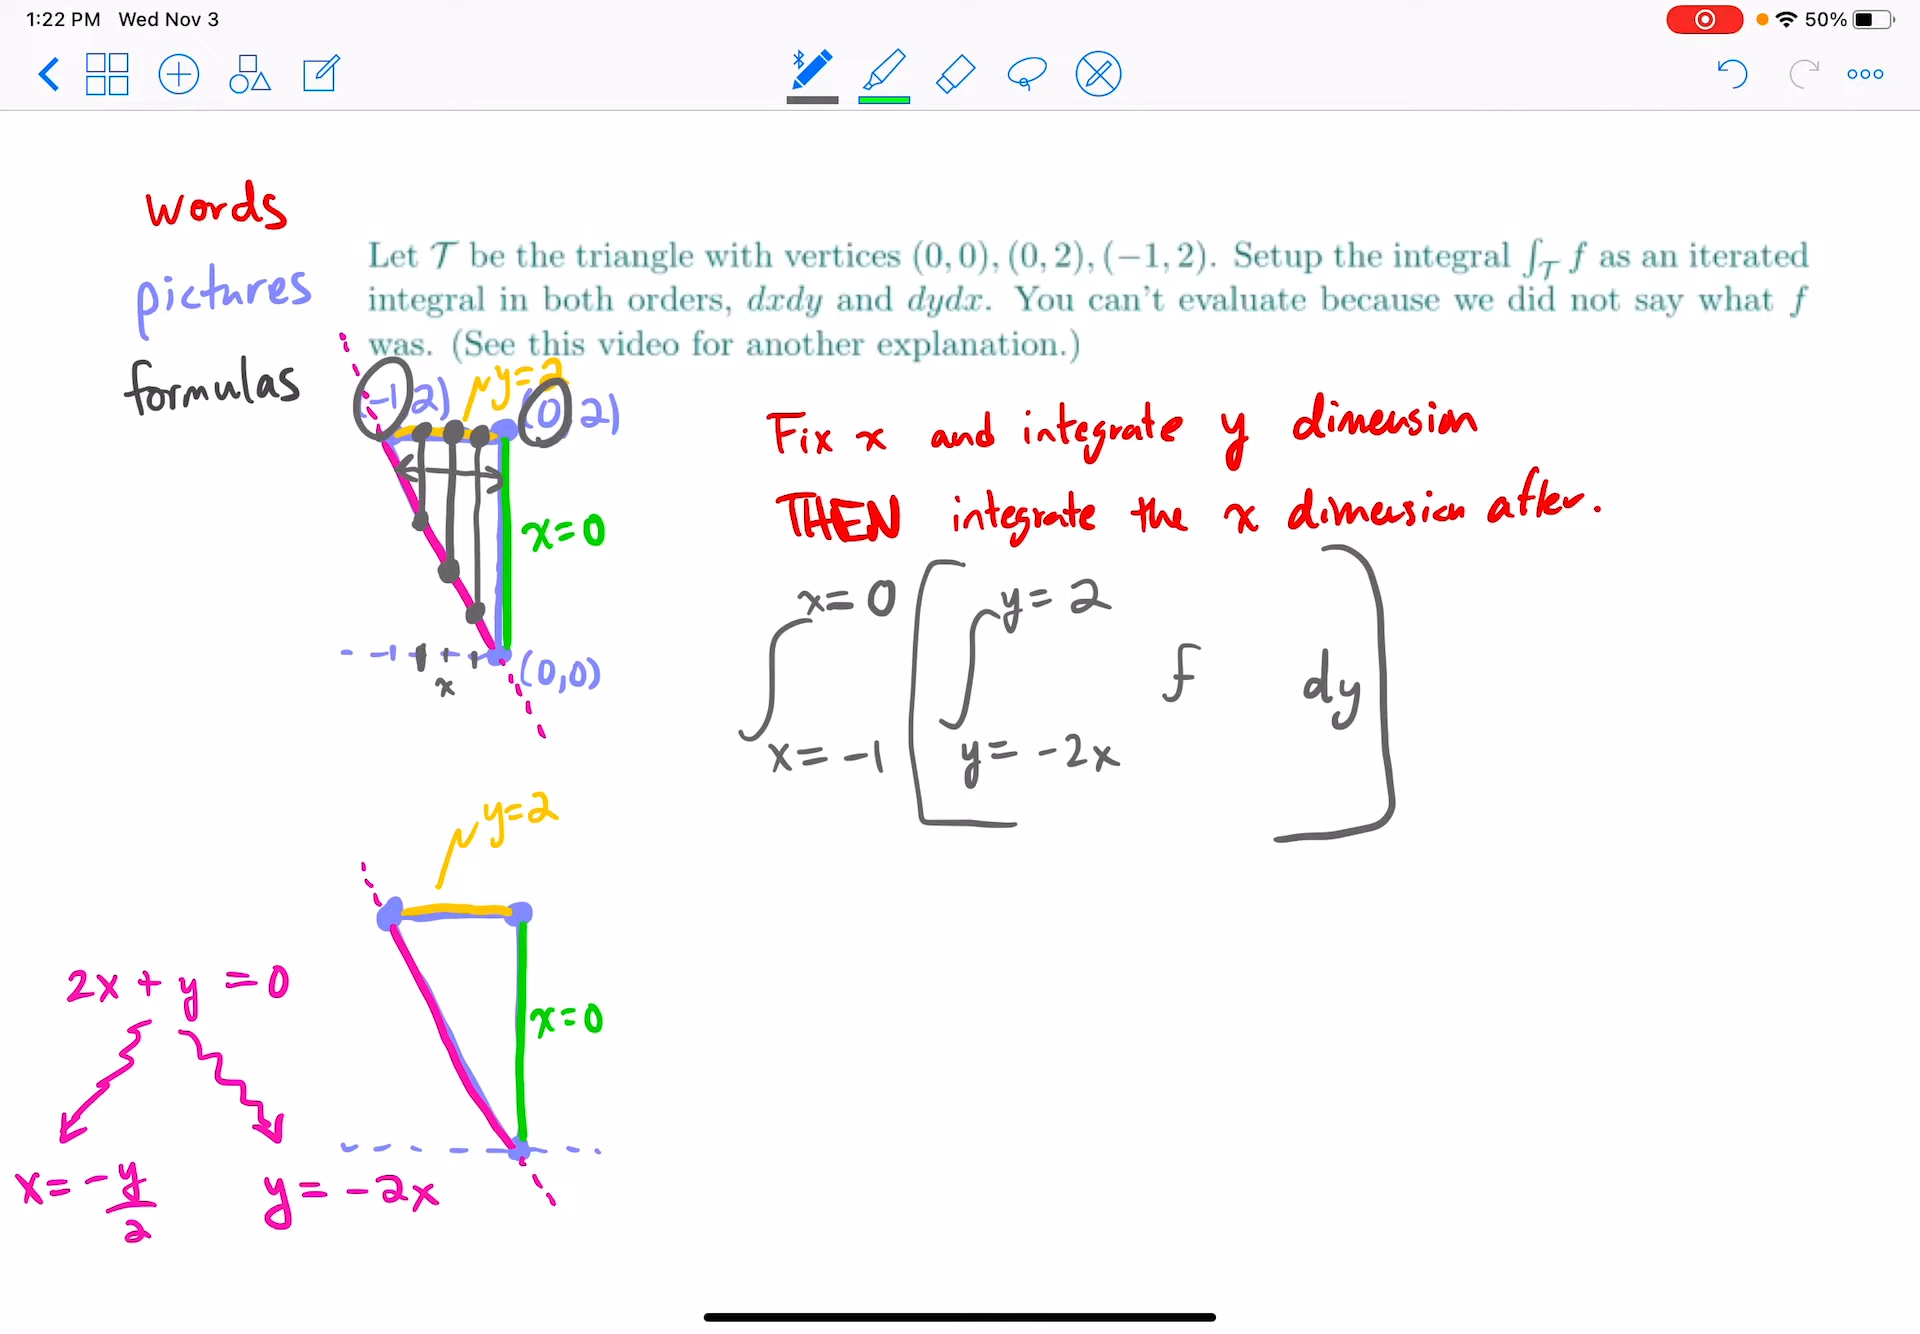 1:22 PM Wed Nov 3
50%
words
pictures
formulas
Let 𝒯 be the triangle with vertices (0, 0), (0, 2), (−1, 2). Setup the integral ∫_𝒯 f as an iterated
integral in both orders, dxdy and dydx. You can't evaluate because we did not say what f
was. (See this video for another explanation.)
y=2
(-1, 2)
(0, 2)
x=0
-1
x
(0,0)
Fix x and integrate y dimension
THEN integrate the x dimension after.
x=0
y=2
∫ [ ∫ f dy ]
x=-1
y=-2x
y=2
x=0
2x+y=0
x=-y/2
y=-2x